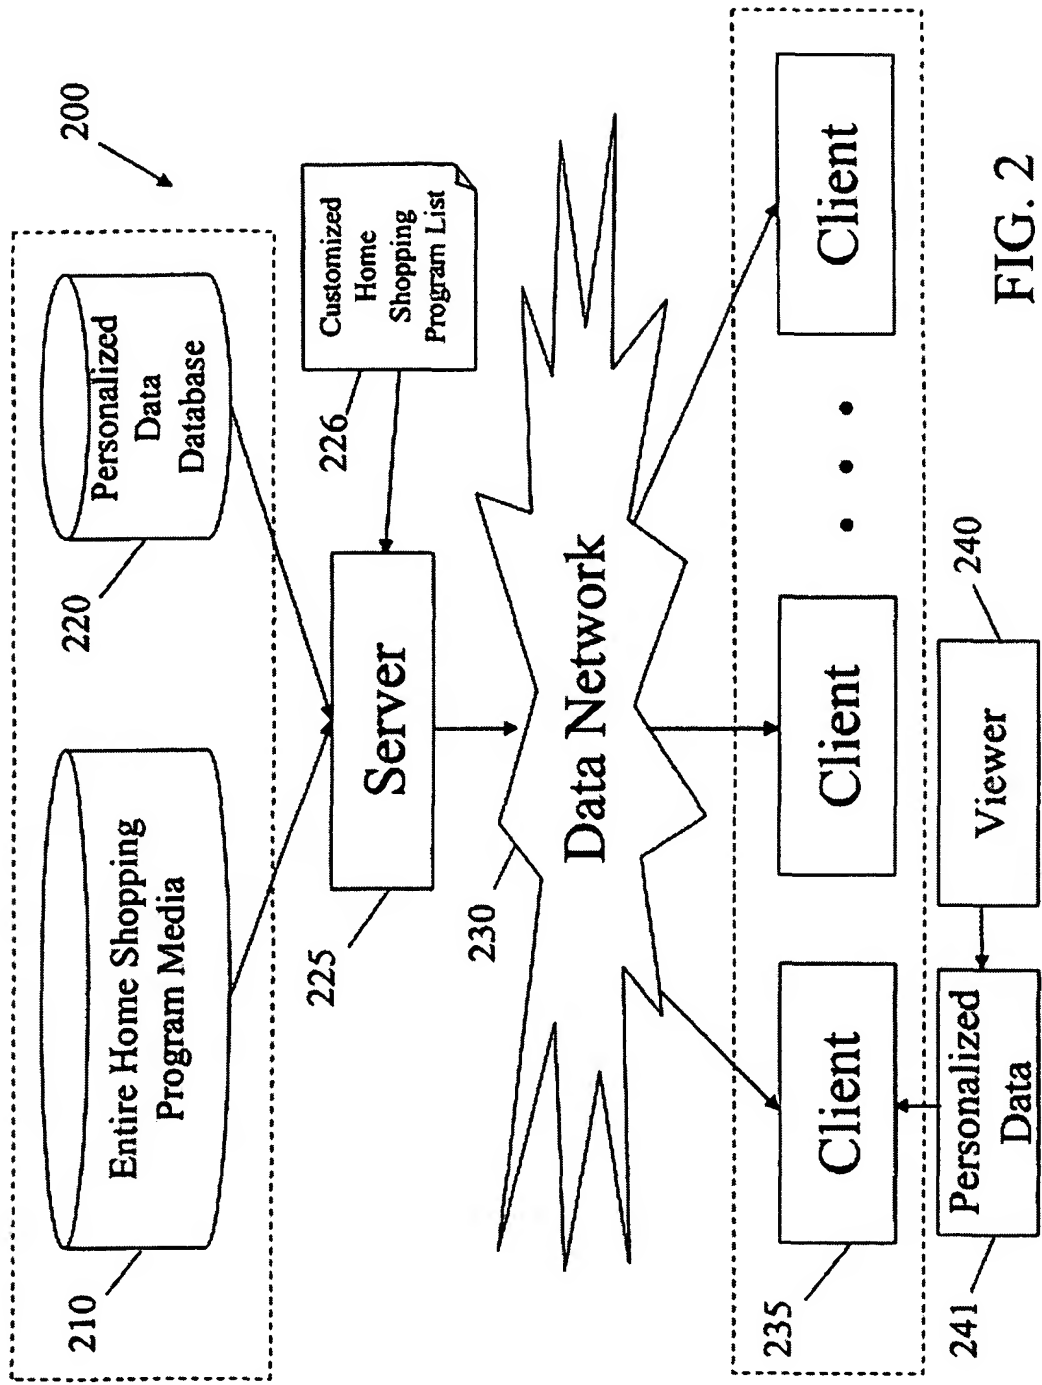 200
210
Entire Home Shopping
Program Media
220
Personalized
Data
Database
225
Server
226
Customized
Home
Shopping
Program List
230
Data Network
235
Client
Client
Client
241
Personalized
Data
Viewer
240
FIG. 2